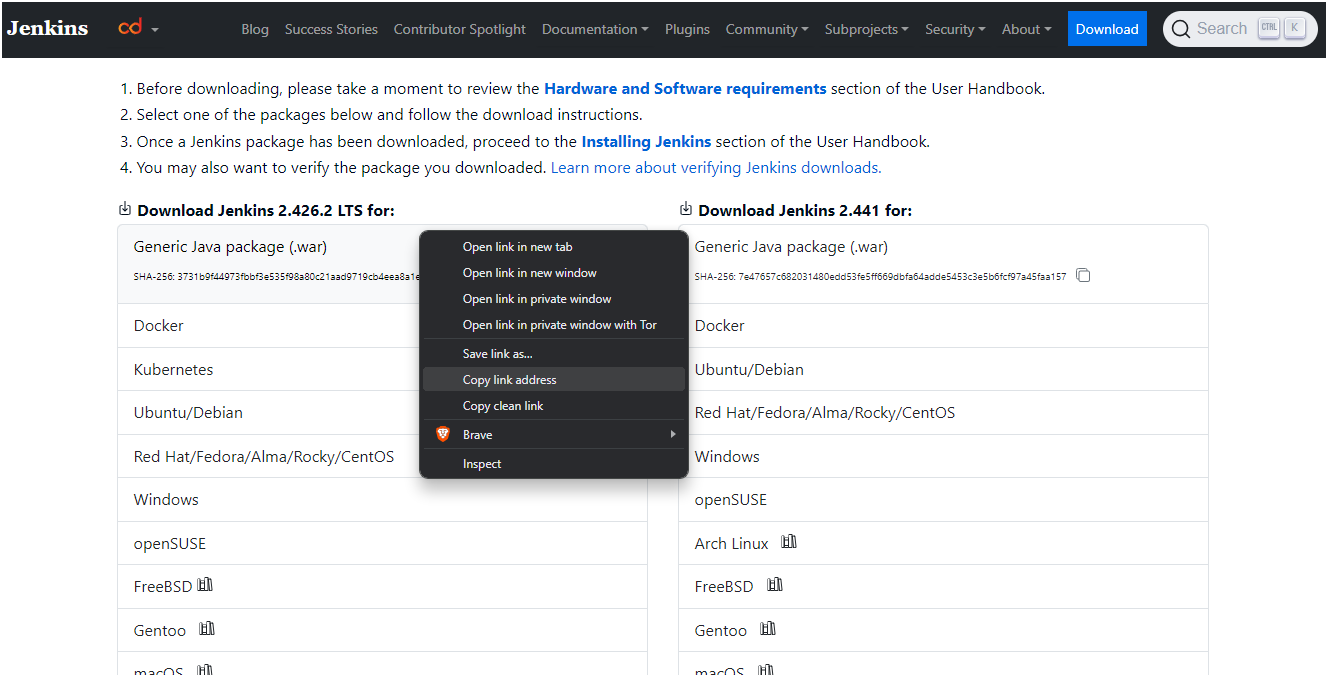 Jenkins
cd
Blog Success Stories Contributor Spotlight Documentation Plugins Community Subprojects Security About Download Search CTRL K
1. Before downloading, please take a moment to review the Hardware and Software requirements section of the User Handbook.
2. Select one of the packages below and follow the download instructions.
3. Once a Jenkins package has been downloaded, proceed to the Installing Jenkins section of the User Handbook.
4. You may also want to verify the package you downloaded. Learn more about verifying Jenkins downloads.
Download Jenkins 2.426.2 LTS for:
Generic Java package (.war)
SHA-256: 3731b9f44973fbbf3e535f98a80c21aad9719cb4eea8a1e
Docker
Kubernetes
Ubuntu/Debian
Red Hat/Fedora/Alma/Rocky/CentOS
Windows
openSUSE
FreeBSD
Gentoo
macOS
Open link in new tab
Open link in new window
Open link in private window
Open link in private window with Tor
Save link as...
Copy link address
Copy clean link
Brave
Inspect
Download Jenkins 2.441 for:
Generic Java package (.war)
SHA-256: 7e47657c682031480edd53fe5ff669dbfa64adde5453c3e5b6fcf97a45faa157
Docker
Ubuntu/Debian
Red Hat/Fedora/Alma/Rocky/CentOS
Windows
openSUSE
Arch Linux
FreeBSD
Gentoo
macOS